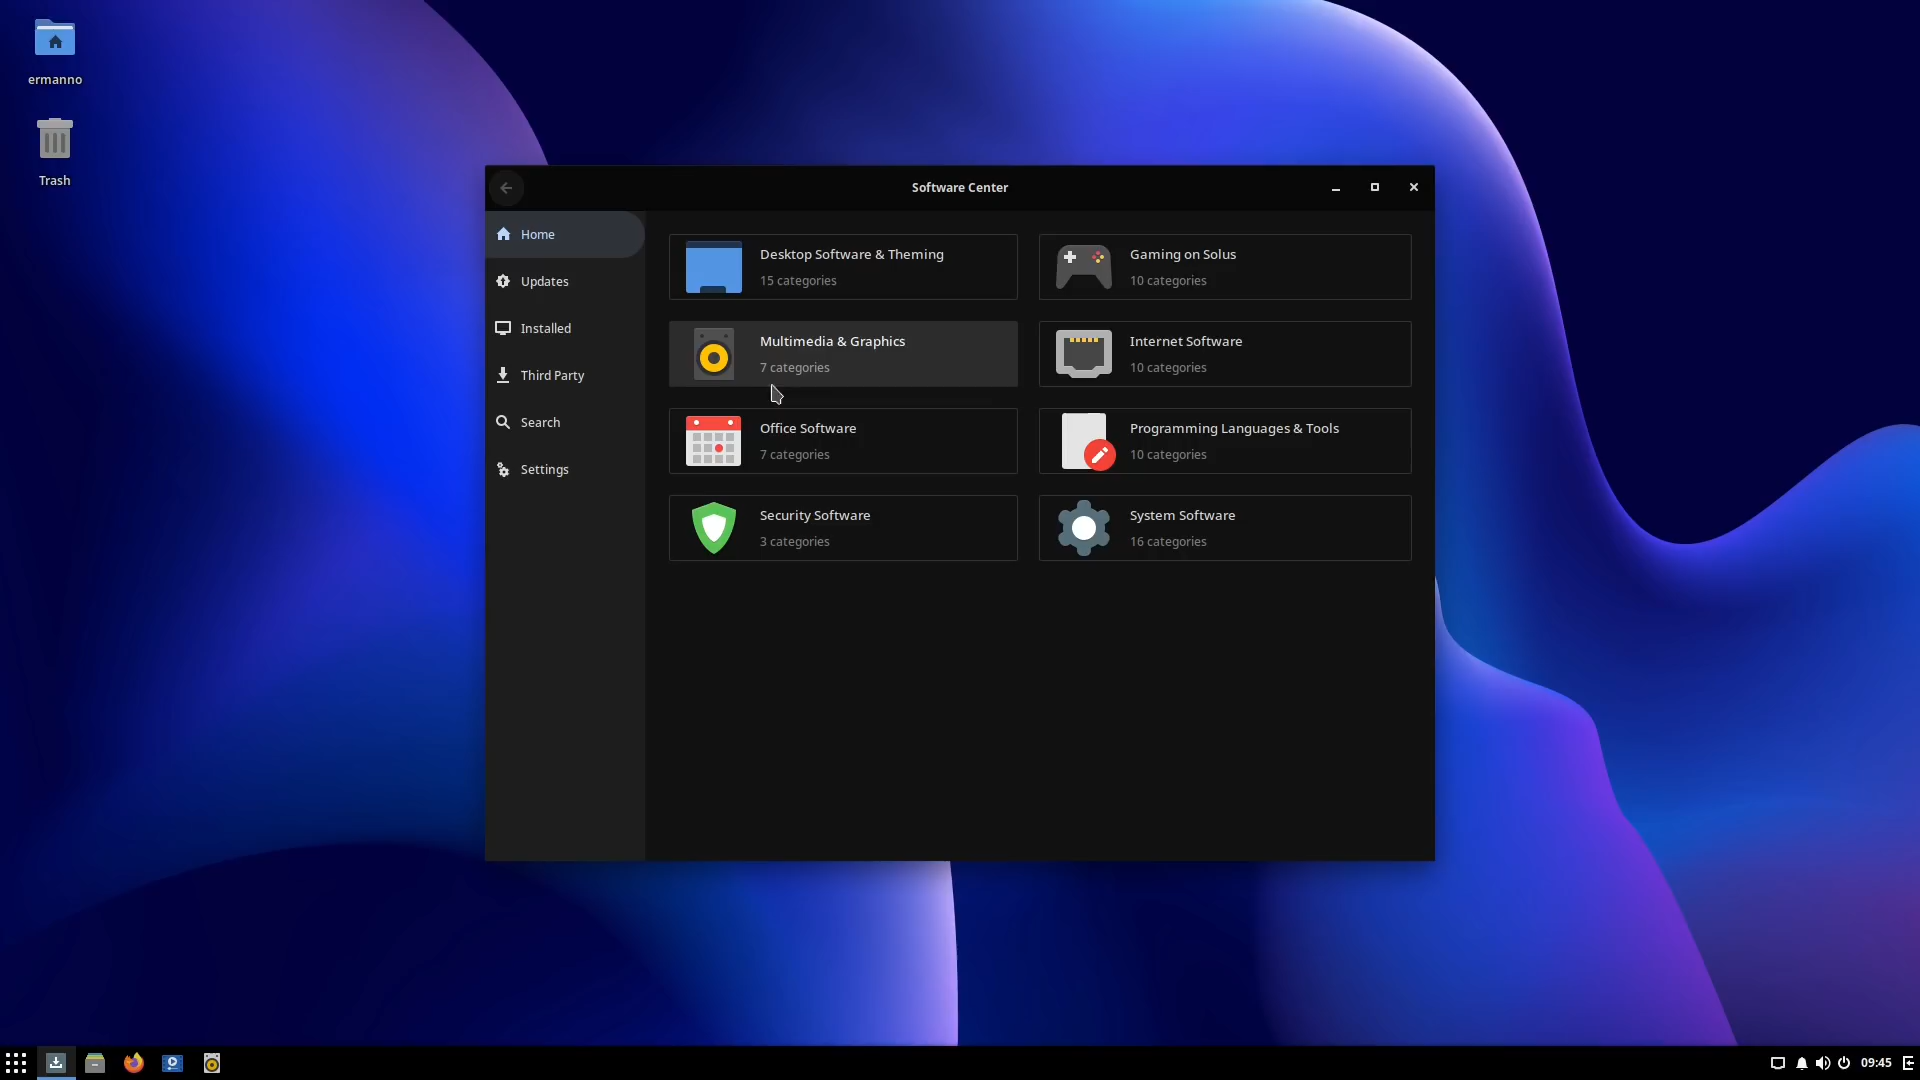 ermanno
Trash
Software Center
Home
Updates
Installed
Third Party
Search
Settings
Desktop Software & Theming
15 categories
Gaming on Solus
10 categories
Multimedia & Graphics
7 categories
Internet Software
10 categories
Office Software
7 categories
Programming Languages & Tools
10 categories
Security Software
3 categories
System Software
16 categories
09:45